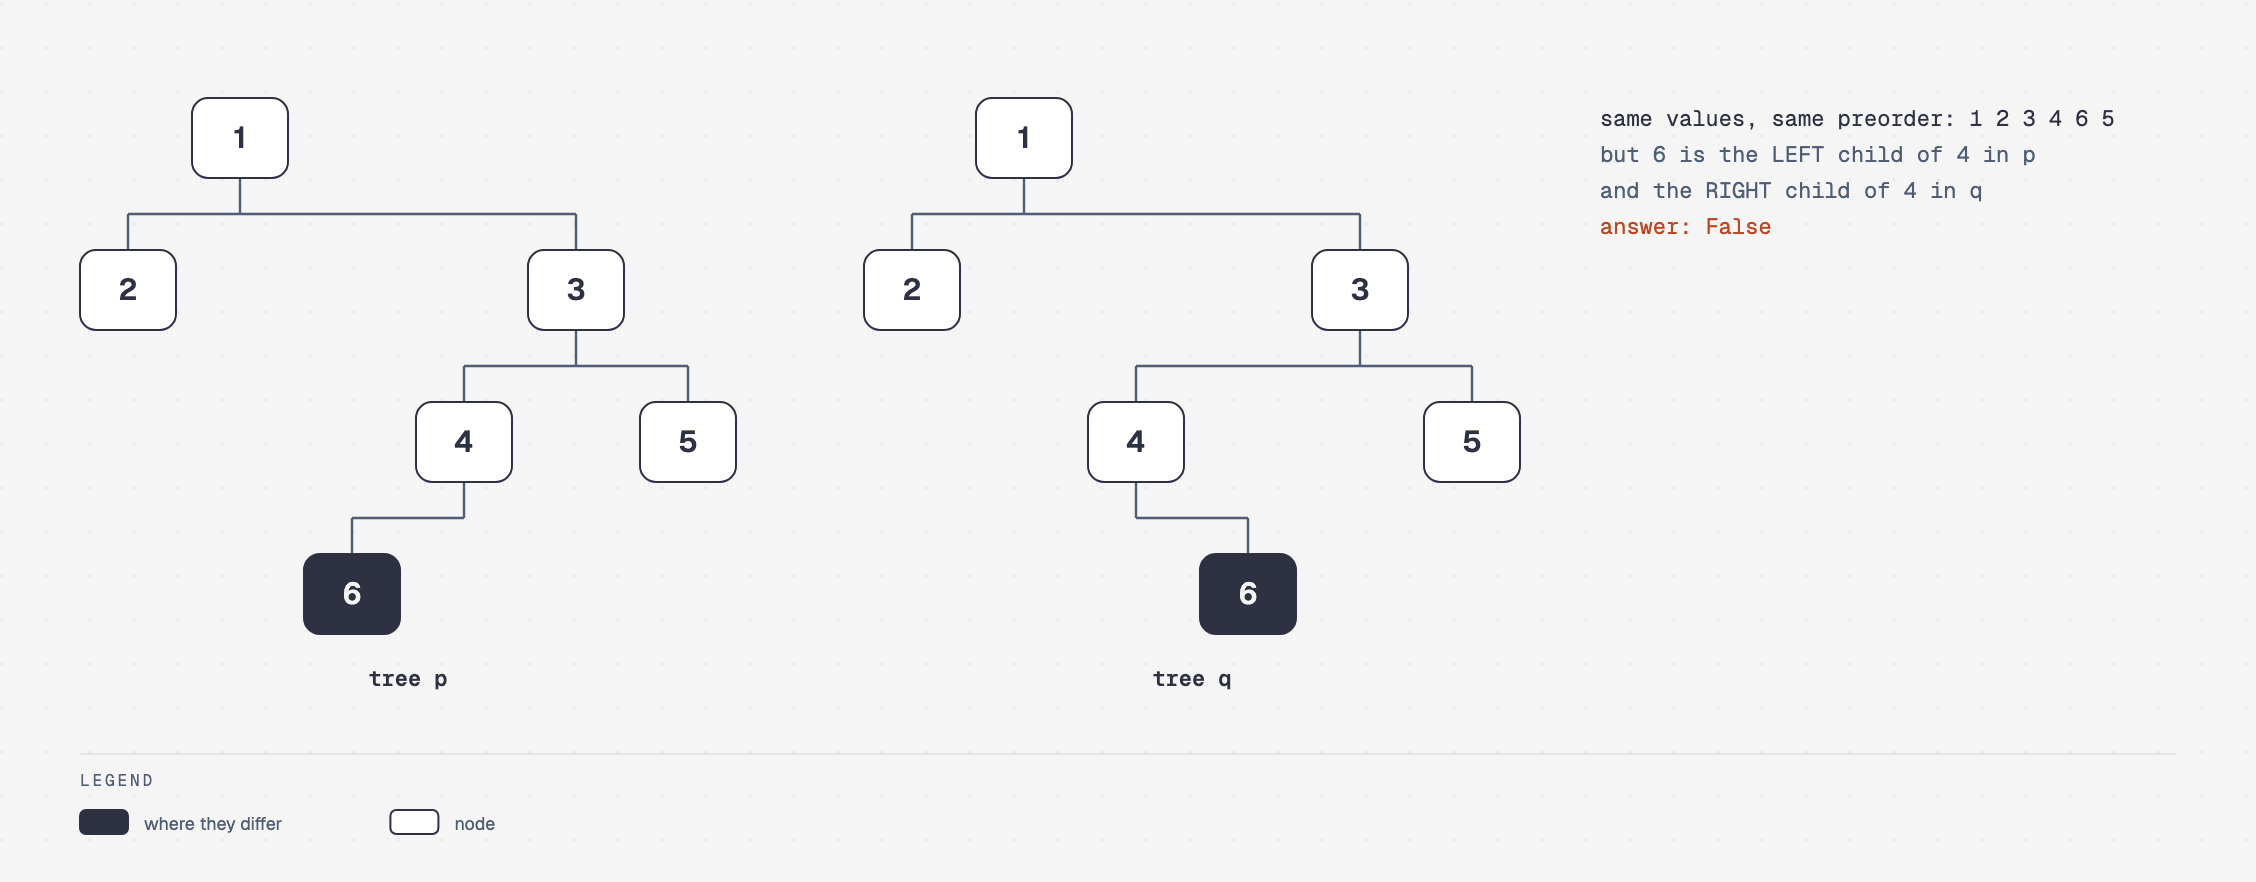 1
2
3
4
5
6
tree p
1
2
3
4
5
6
tree q
same values, same preorder: 1 2 3 4 6 5
but 6 is the LEFT child of 4 in p
and the RIGHT child of 4 in q
answer: False
LEGEND
where they differ
node